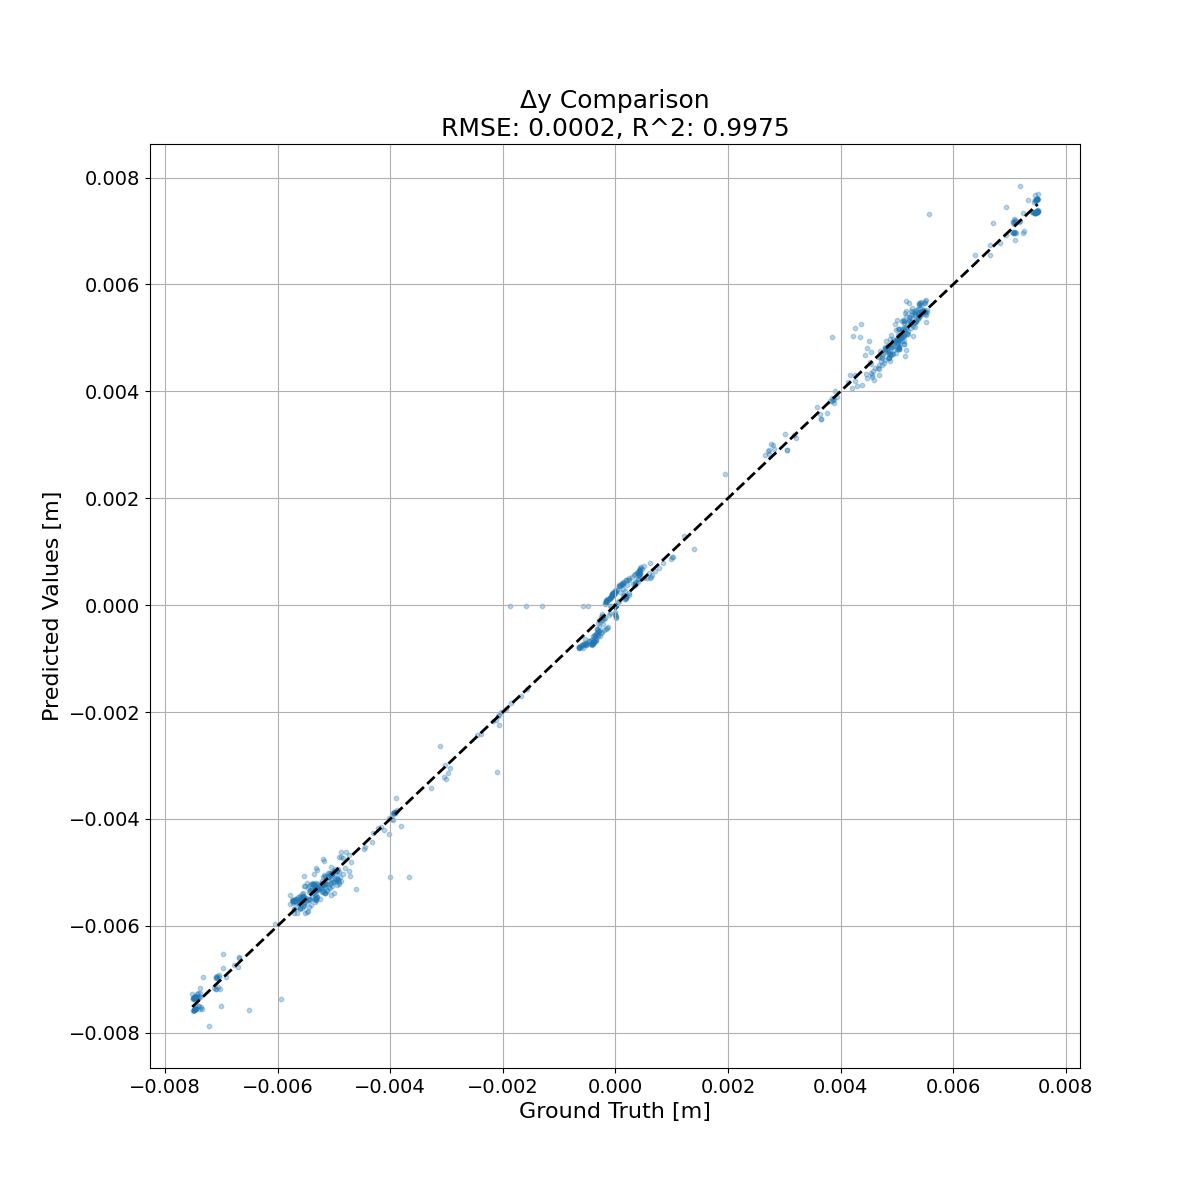 Δy Comparison
RMSE: 0.0002, R^2: 0.9975
Predicted Values [m]
0.008
0.006
0.004
0.002
0.000
−0.002
−0.004
−0.006
−0.008
−0.008 −0.006 −0.004 −0.002 0.000 0.002 0.004 0.006 0.008
Ground Truth [m]